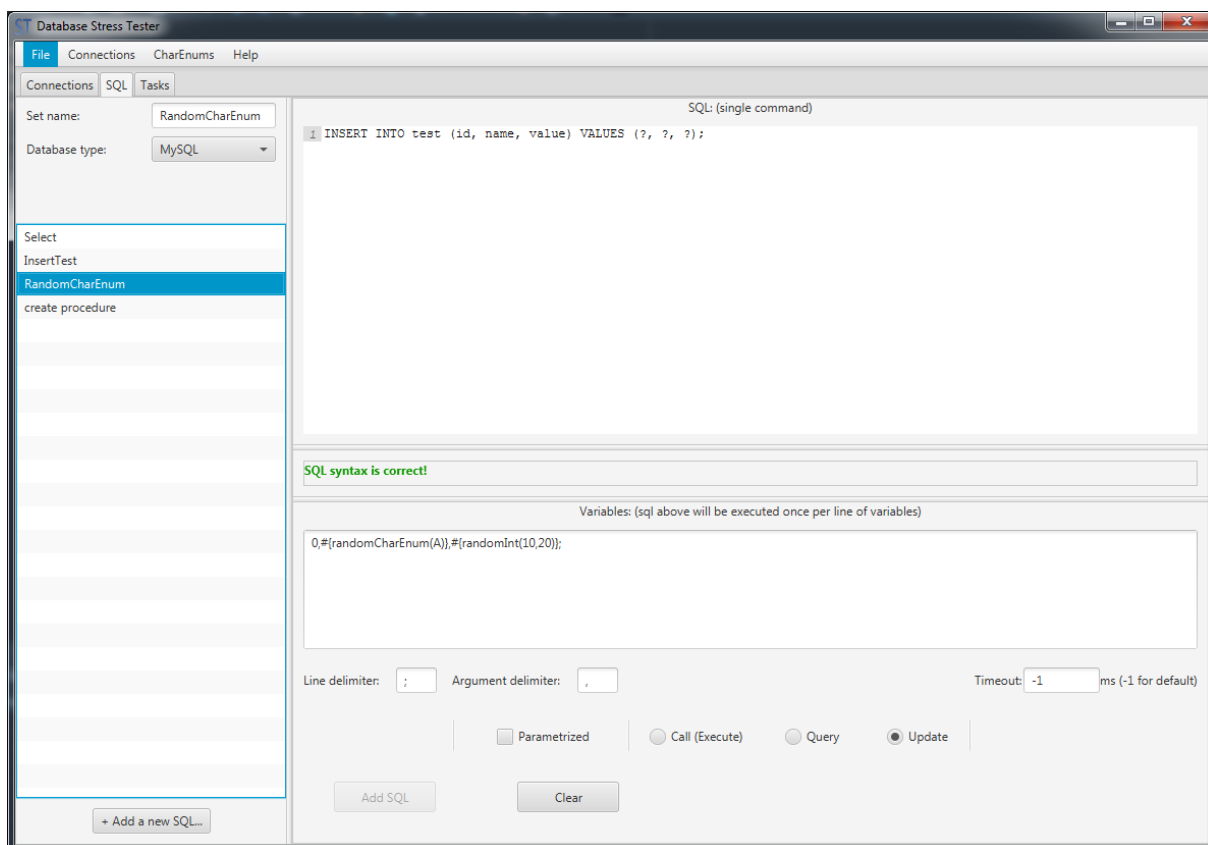 ST Database Stress Tester
File Connections CharEnums Help
Connections SQL Tasks
Set name: RandomCharEnum
Database type: MySQL
Select
InsertTest
RandomCharEnum
create procedure
+ Add a new SQL...
SQL: (single command)
1 INSERT INTO test (id, name, value) VALUES (?, ?, ?);
SQL syntax is correct!
Variables: (sql above will be executed once per line of variables)
0,#{randomCharEnum(A)},#{randomInt(10,20)};
Line delimiter: ; Argument delimiter: , Timeout: -1 ms (-1 for default)
Parametrized Call (Execute) Query Update
Add SQL Clear